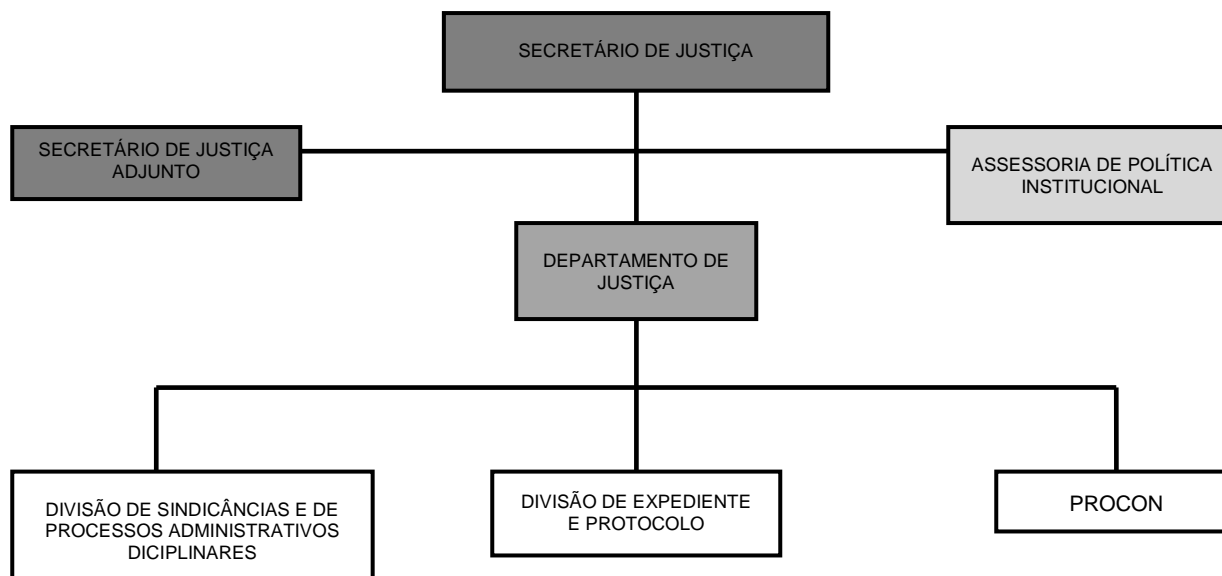 SECRETÁRIO DE JUSTIÇA
SECRETÁRIO DE JUSTIÇA
ADJUNTO
ASSESSORIA DE POLÍTICA
INSTITUCIONAL
DEPARTAMENTO DE
JUSTIÇA
DIVISÃO DE SINDICÂNCIAS E DE
PROCESSOS ADMINISTRATIVOS
DICIPLINARES
DIVISÃO DE EXPEDIENTE
E PROTOCOLO
PROCON